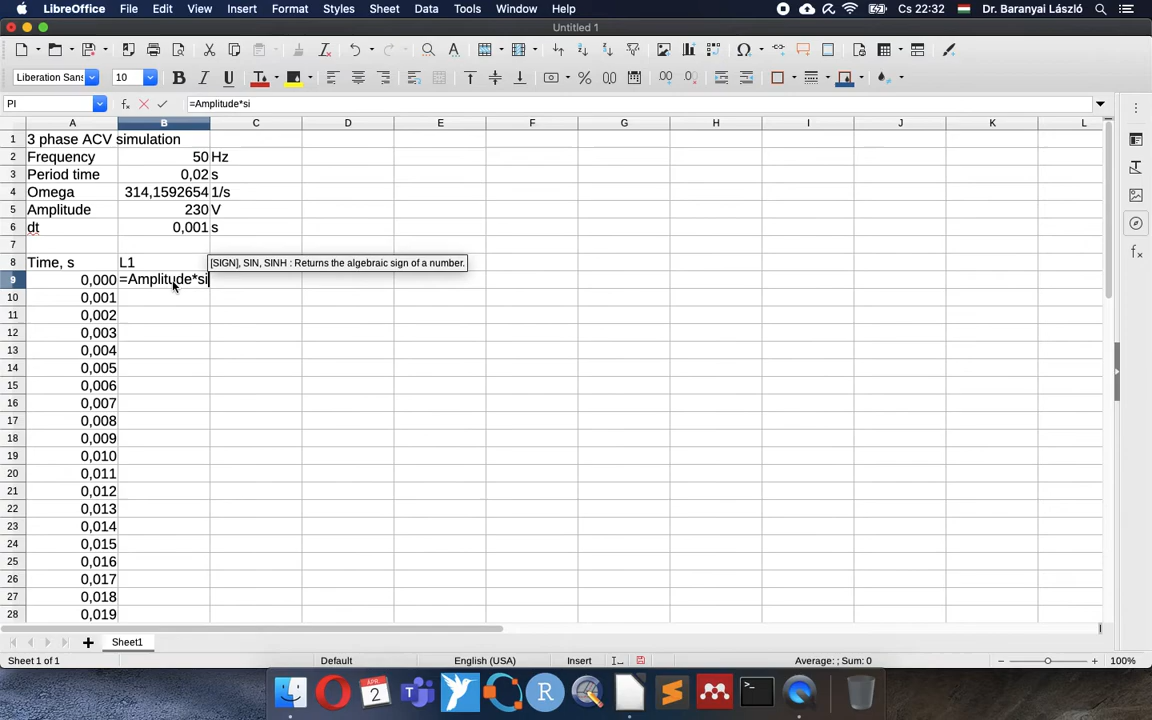 LibreOffice File Edit View Insert Format Styles Sheet Data Tools Window Help Cs 22:32 Dr. Baranyai László
Untitled 1
Liberation Sans 10
PI =Amplitude*si
A B C D E F G H I J K L
1 3 phase ACV simulation
2 Frequency 50 Hz
3 Period time 0,02 s
4 Omega 314,1592654 1/s
5 Amplitude 230 V
6 dt 0,001 s
7
8 Time, s L1 [SIGN], SIN, SINH : Returns the algebraic sign of a number.
9 0,000 =Amplitude*si
10 0,001
11 0,002
12 0,003
13 0,004
14 0,005
15 0,006
16 0,007
17 0,008
18 0,009
19 0,010
20 0,011
21 0,012
22 0,013
23 0,014
24 0,015
25 0,016
26 0,017
27 0,018
28 0,019
Sheet1
Sheet 1 of 1 Default English (USA) Insert Average: ; Sum: 0 100%
APR
2